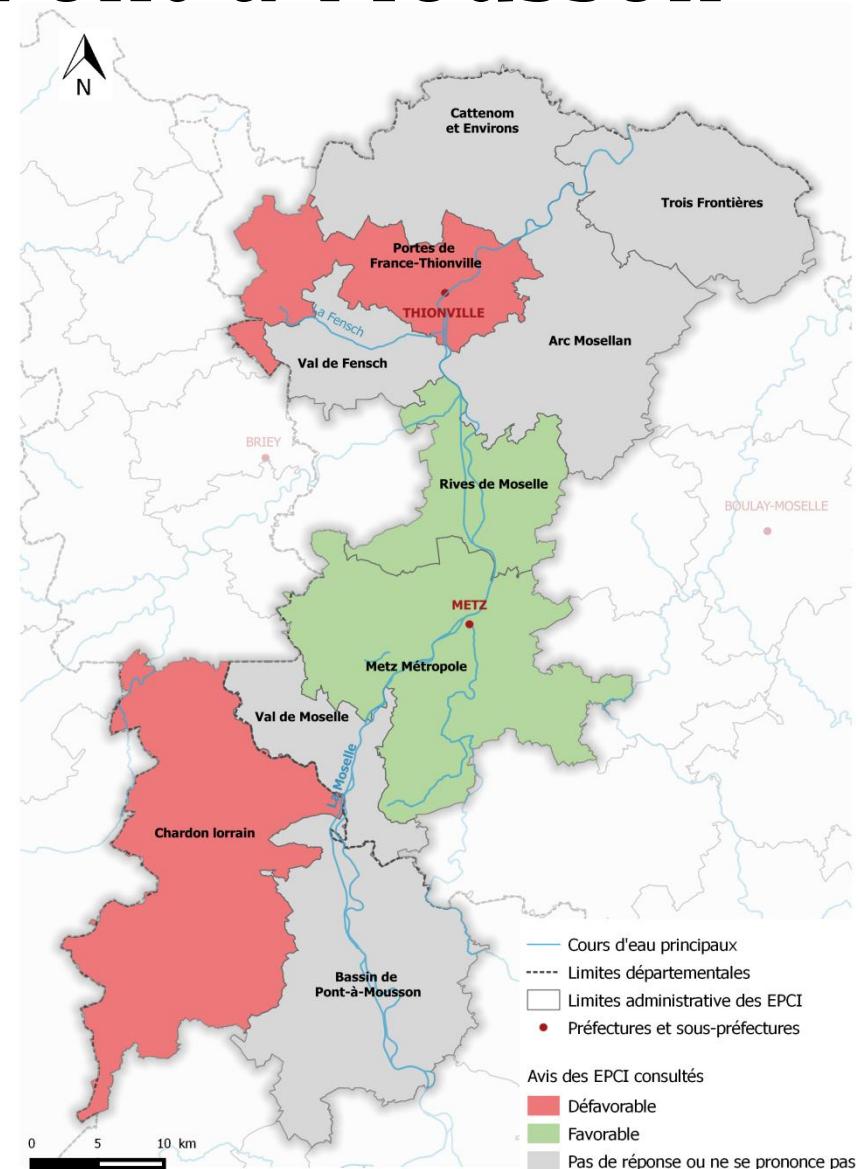 N
Cattenom
et Environs
Trois Frontières
Portes de
France-Thionville
THIONVILLE
La Fensch
Arc Mosellan
Val de Fensch
BRIEY
Rives de Moselle
BOULAY-MOSELLE
METZ
Metz Métropole
Val de Moselle
La Moselle
Chardon lorrain
Bassin de
Pont-à-Mousson
Cours d'eau principaux
Limites départementales
Limites administrative des EPCI
Préfectures et sous-préfectures
Avis des EPCI consultés
Défavorable
Favorable
Pas de réponse ou ne se prononce pas
0 5 10 km